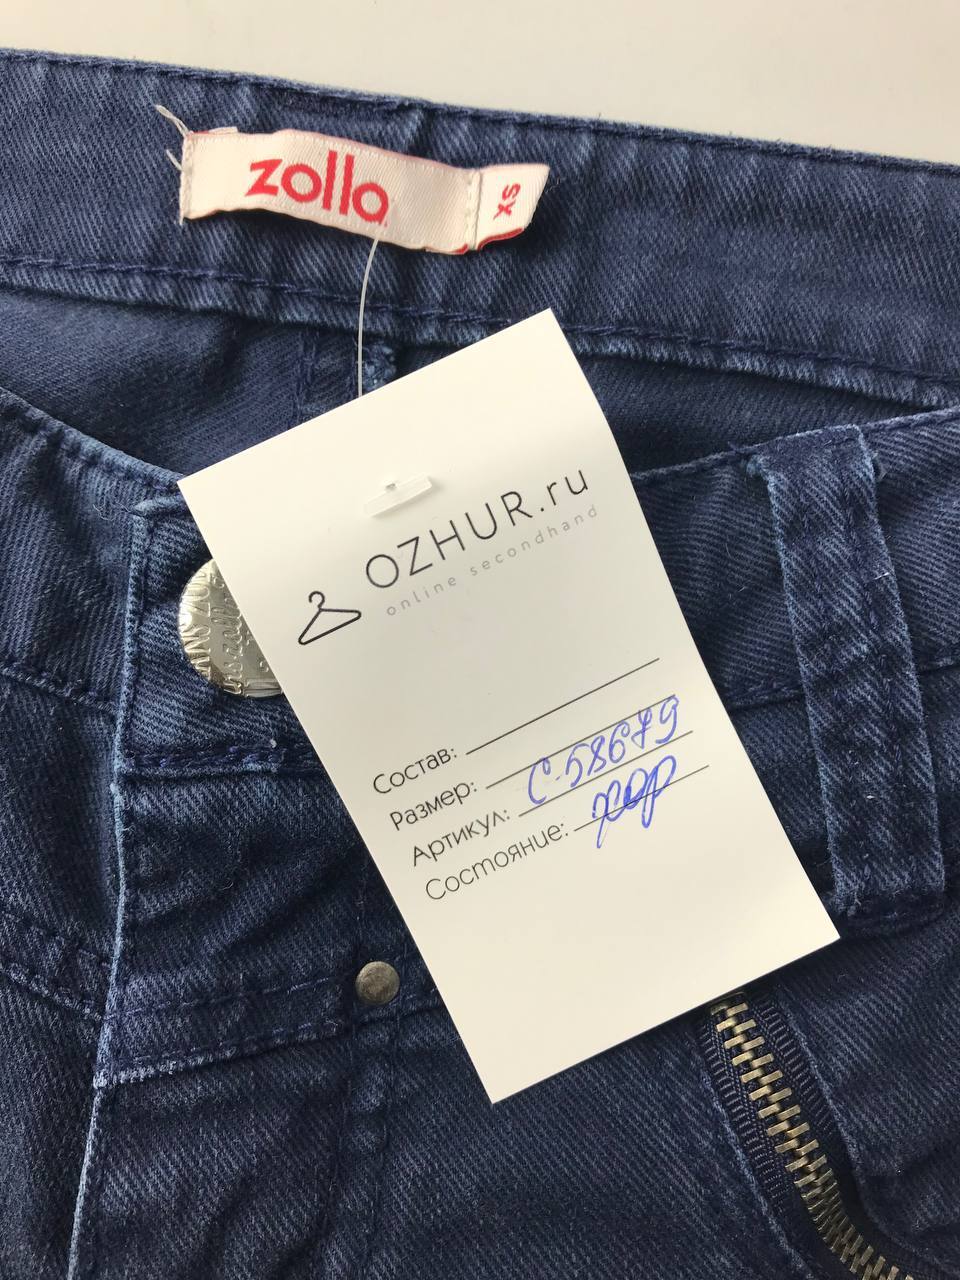 zolla
XS
OZHUR.ru
online secondhand
Состав:
Размер:
Артикул: С-58679
Состояние: хор